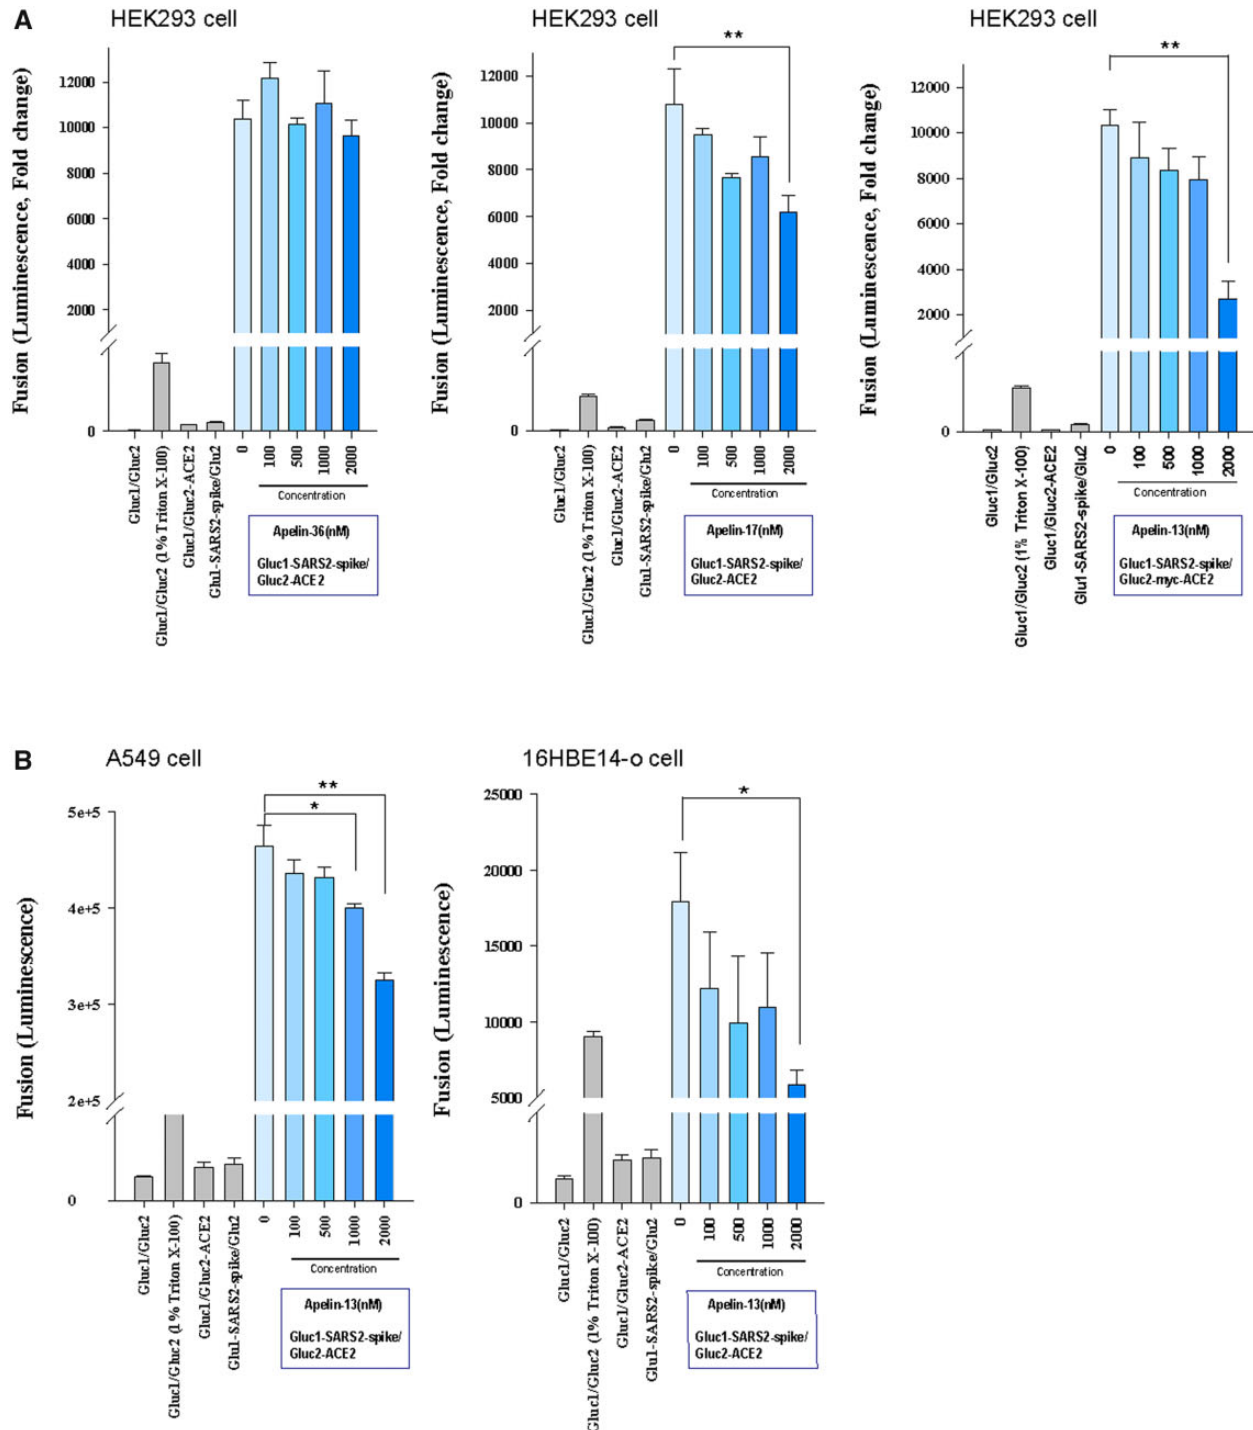 A
HEK293 cell
Fusion (Luminescence, Fold change)
12000
10000
8000
6000
4000
2000
0
Gluc1/Gluc2
Gluc1/Gluc2 (1% Triton X-100)
Gluc1/Gluc2-ACE2
Glu1-SARS2-spike/Glu2
0
100
500
1000
2000
Concentration
Apelin-36(nM)
Gluc1-SARS2-spike/
Gluc2-ACE2
HEK293 cell
**
Fusion (Luminescence, Fold change)
12000
10000
8000
6000
4000
2000
0
Gluc1/Gluc2
Gluc1/Gluc2 (1% Triton X-100)
Gluc1/Gluc2-ACE2
Glu1-SARS2-spike/Glu2
0
100
500
1000
2000
Concentration
Apelin-17(nM)
Gluc1-SARS2-spike/
Gluc2-ACE2
HEK293 cell
**
Fusion (Luminescence, Fold change)
12000
10000
8000
6000
4000
2000
0
Gluc1/Gluc2
Gluc1/Gluc2 (1% Triton X-100)
Gluc1/Gluc2-ACE2
Glu1-SARS2-spike/Glu2
0
100
500
1000
2000
Concentration
Apelin-13(nM)
Gluc1-SARS2-spike/
Gluc2-myc-ACE2
B
A549 cell
**
*
Fusion (Luminescence)
5e+5
4e+5
3e+5
2e+5
0
Gluc1/Gluc2
Gluc1/Gluc2 (1% Triton X-100)
Gluc1/Gluc2-ACE2
Glu1-SARS2-spike/Glu2
0
100
500
1000
2000
Concentration
Apelin-13(nM)
Gluc1-SARS2-spike/
Gluc2-ACE2
16HBE14-o cell
*
Fusion (Luminescence)
25000
20000
15000
10000
5000
0
Gluc1/Gluc2
Gluc1/Gluc2 (1% Triton X-100)
Gluc1/Gluc2-ACE2
Glu1-SARS2-spike/Glu2
0
100
500
1000
2000
Concentration
Apelin-13(nM)
Gluc1-SARS2-spike/
Gluc2-ACE2